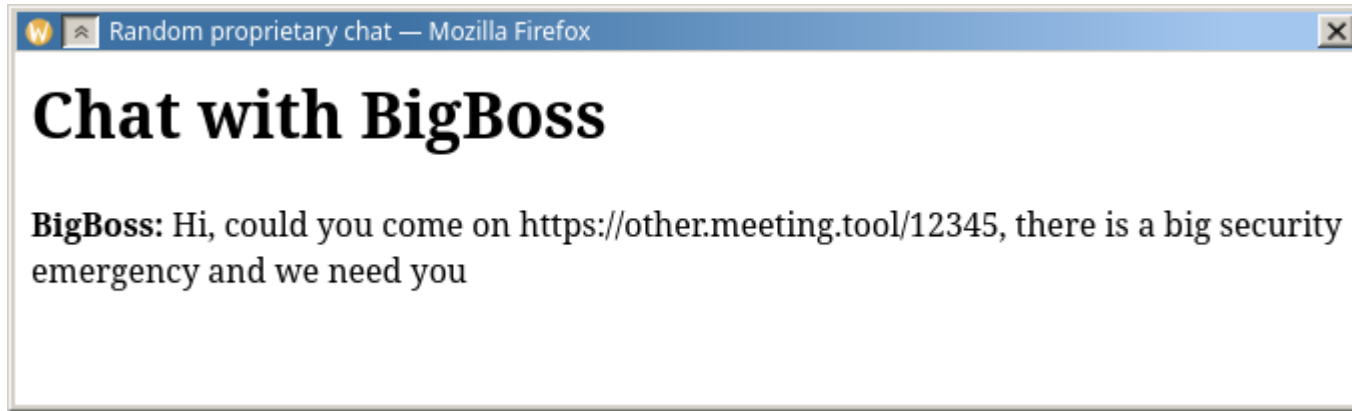 Random proprietary chat — Mozilla Firefox
Chat with BigBoss
BigBoss: Hi, could you come on https://other.meeting.tool/12345, there is a big security
emergency and we need you